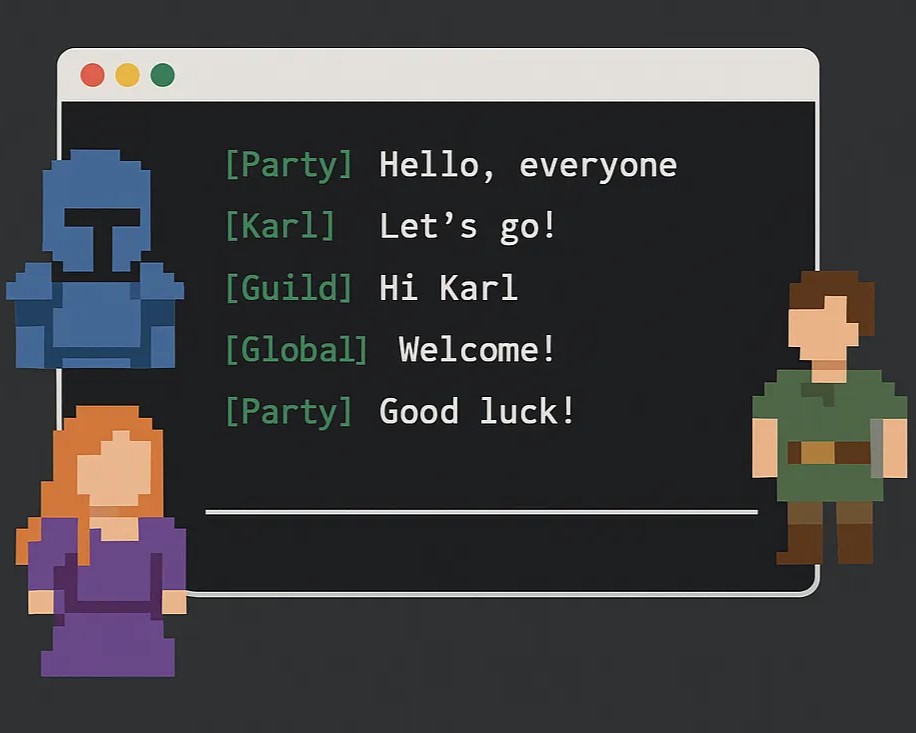 [Party] Hello, everyone
[Karl] Let’s go!
[Guild] Hi Karl
[Global] Welcome!
[Party] Good luck!